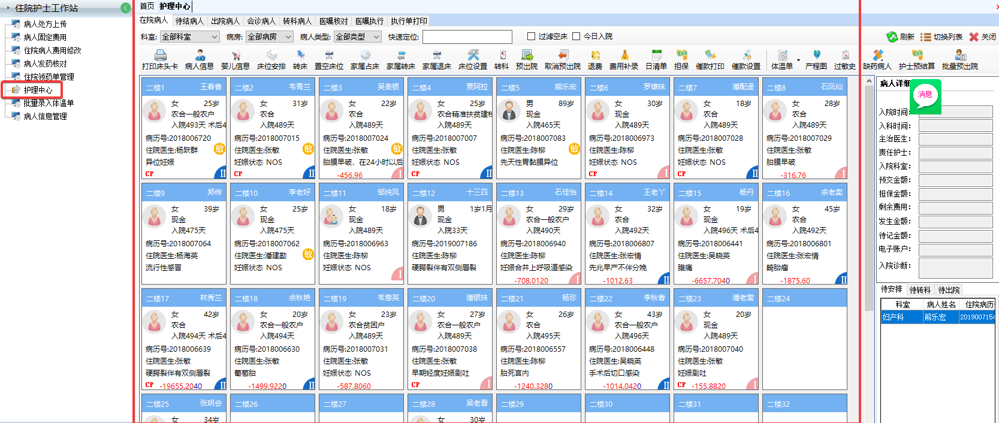 住院护士工作站
病人处方上传
病人固定费用
住院病人费用修改
病人发药核对
住院领药单管理
护理中心
批量录入体温单
病人信息管理
首页 护理中心
在院病人 待结病人 出院病人 会诊病人 转科病人 医嘱核对 医嘱执行 执行单打印
科室: 全部科室 病房: 全部病房 病人类型: 全部类型 快速定位: 过滤空床 今日入院 刷新 切换列表 关闭
打印床头卡 病人信息 婴儿信息 床位安排 转床 置空床位 家属占床 家属转床 家属退床 床位设置 转科 预出院 取消预出院 退费 费用补录 日清单 担保 催款打印 催款设置 体温单 产程图 过敏史 缺药病人 护士预结算 批量预出院
二楼1 王春香
女 25岁
农合一般农户
入院493天 术后4
病历号:2018006720
住院医生:杨跃群
敏
异位妊娠
CP II
二楼2 韦青兰
女 31岁
农合
入院489天
病历号:2018007015
住院医生:张敏
敏
妊娠状态 NOS
CP II
二楼3 吴贵银
女 22岁
农合
入院489天
病历号:2018007024
住院医生:张敏
敏
胎膜早破，在24小时以后
-456.96 I
二楼4 贾阿拉
女 25岁
农合精准扶贫建档
入院489天
病历号:2018007007
住院医生:张敏
妊娠状态 NOS
CP II
二楼5 熊乐宏
男 89岁
现金
入院465天
病历号:2018007083
住院医生:陈柳
敏
先天性胃黏膜异位
二楼6 罗雄妹
女 30岁
现金
入院489天
病历号:2018006973
住院医生:陈柳
妊娠状态 NOS
CP I
二楼7 潘配遥
女 18岁
农合
入院489天
病历号:2018007028
住院医生:张敏
妊娠状态 NOS
CP II
二楼8 石凤仙
女 28岁
农合
入院489天
病历号:2018007029
住院医生:张敏
胎膜早破
-316.76 I
二楼9 郑传
女 39岁
现金
入院475天
病历号:2018007064
住院医生:杨海英
流行性感冒
二楼10 李老好
女 25岁
现金
入院475天
病历号:2018007062
住院医生:潘建勤
敏
妊娠状态 NOS
二楼11 邹纯风
女 18岁
现金
入院489天
病历号:2018006963
住院医生:陈柳
妊娠状态 NOS
I
二楼12 十三四
男 1岁1月
现金
入院33天
病历号:2019007186
住院医生:陈柳
硬腭裂伴有双侧唇裂
二楼13 石佳怡
女 29岁
农合一般农户
入院490天
病历号:2018006940
住院医生:陈柳
妊娠合并上呼吸道感染
-708.0120 I
二楼14 王老丫
女 32岁
农合
入院492天
病历号:2018006807
住院医生:张宏情
先兆早产不伴分娩
-1012.63 II
二楼15 杨丹
女 19岁
现金
入院496天 术后4
病历号:2018006441
住院医生:吴晓英
腹痛
-6657.7040 I
二楼16 余老卖
女 45岁
农合
入院492天
病历号:2018006801
住院医生:张宏情
畸胎瘤
-1875.60 II
二楼17 林秀兰
女 42岁
农合
入院494天 术后4
病历号:2018006639
住院医生:张敏
硬腭裂伴有双侧唇裂
CP -19655.2040 II
二楼18 余秋艳
女 20岁
农合一般农户
入院494天
病历号:2018006630
住院医生:张敏
葡萄胎
-1499.9220 II
二楼19 韦意英
女 23岁
农合贫困户
入院489天
病历号:2018007031
住院医生:张敏
妊娠状态 NOS
-587.8060
二楼20 潘银妹
女 27岁
农合一般农户
入院489天
病历号:2018007038
住院医生:张敏
早期轻度妊娠剧吐
CP I
二楼21 杨珍
女 26岁
农合
入院495天
病历号:2018006557
住院医生:陈柳
胎死宫内
-1240.3280
二楼22 李秋香
女 43岁
农合一般农户
入院496天
病历号:2018006448
住院医生:吴晓英
手术后切口感染
-1014.0420 II
二楼23 潘老窝
女 20岁
现金
入院489天
病历号:2018007040
住院医生:张敏
妊娠剧吐
CP -155.8820 I
二楼24
二楼25 张明会
女 34岁
二楼26
二楼27
二楼28 吴老看
女 30岁
二楼29
二楼30
二楼31
二楼32
病人详细
消息
入院时间:
入科时间:
主治医生:
责任护士:
入院科室:
预交金额:
担保金额:
剩余费用:
发生金额:
待记金额:
电子账户:
入院诊断:
待安排 待转科 待出院
科室 病人姓名 住院病历
妇产科 熊乐宏 2019007154